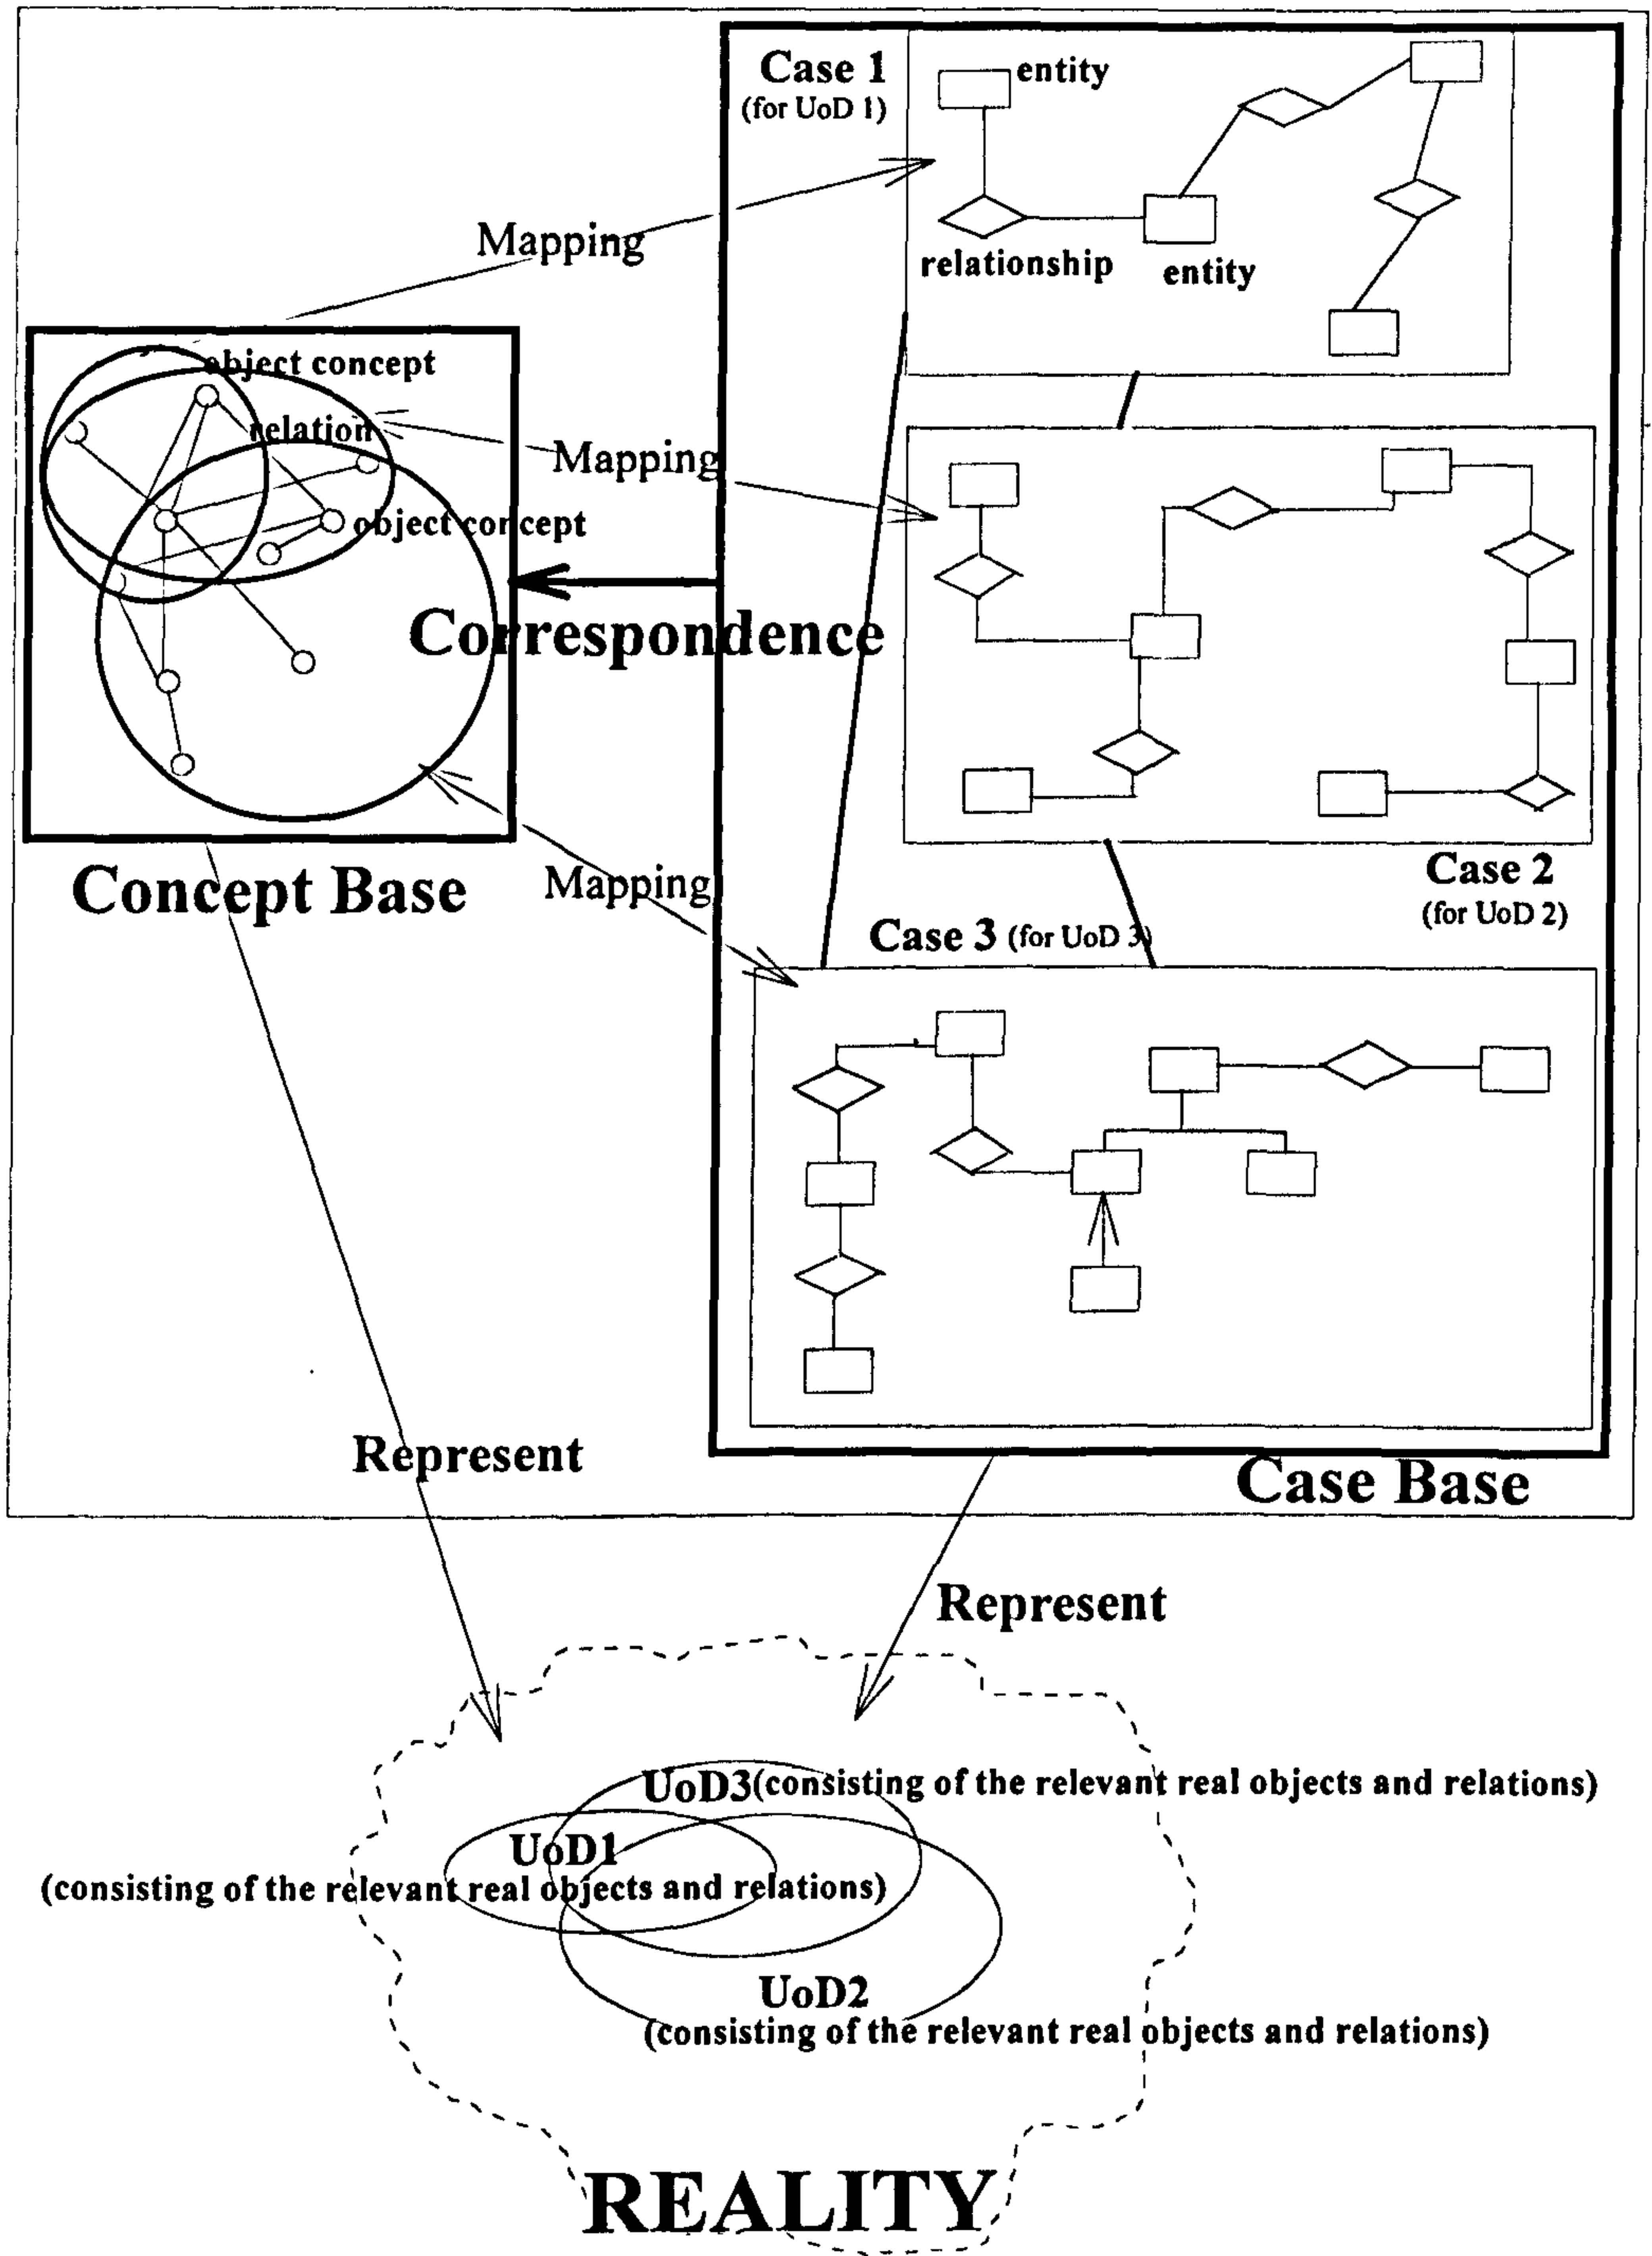 Case 1
(for UoD 1)
entity
Mapping
relationship
entity
object concept
relation
Mapping
object concept
Correspondence
Concept Base
Mapping
Case 2
(for UoD 2)
Case 3 (for UoD 3)
Represent
Case Base
Represent
UoD3(consisting of the relevant real objects and relations)
UoD1
(consisting of the relevant real objects and relations)
UoD2
(consisting of the relevant real objects and relations)
REALITY